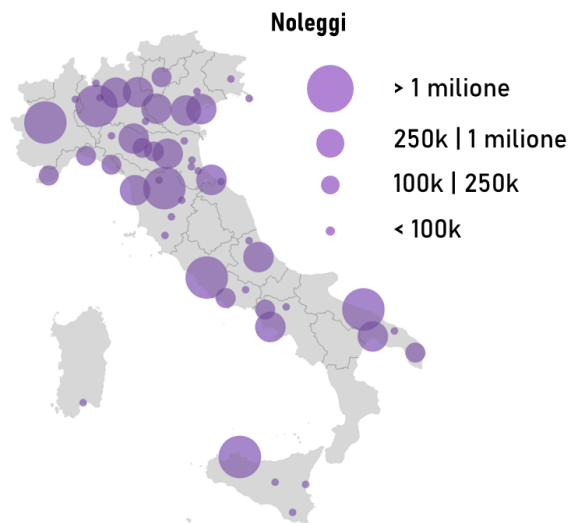 Noleggi
> 1 milione
250k | 1 milione
100k | 250k
< 100k